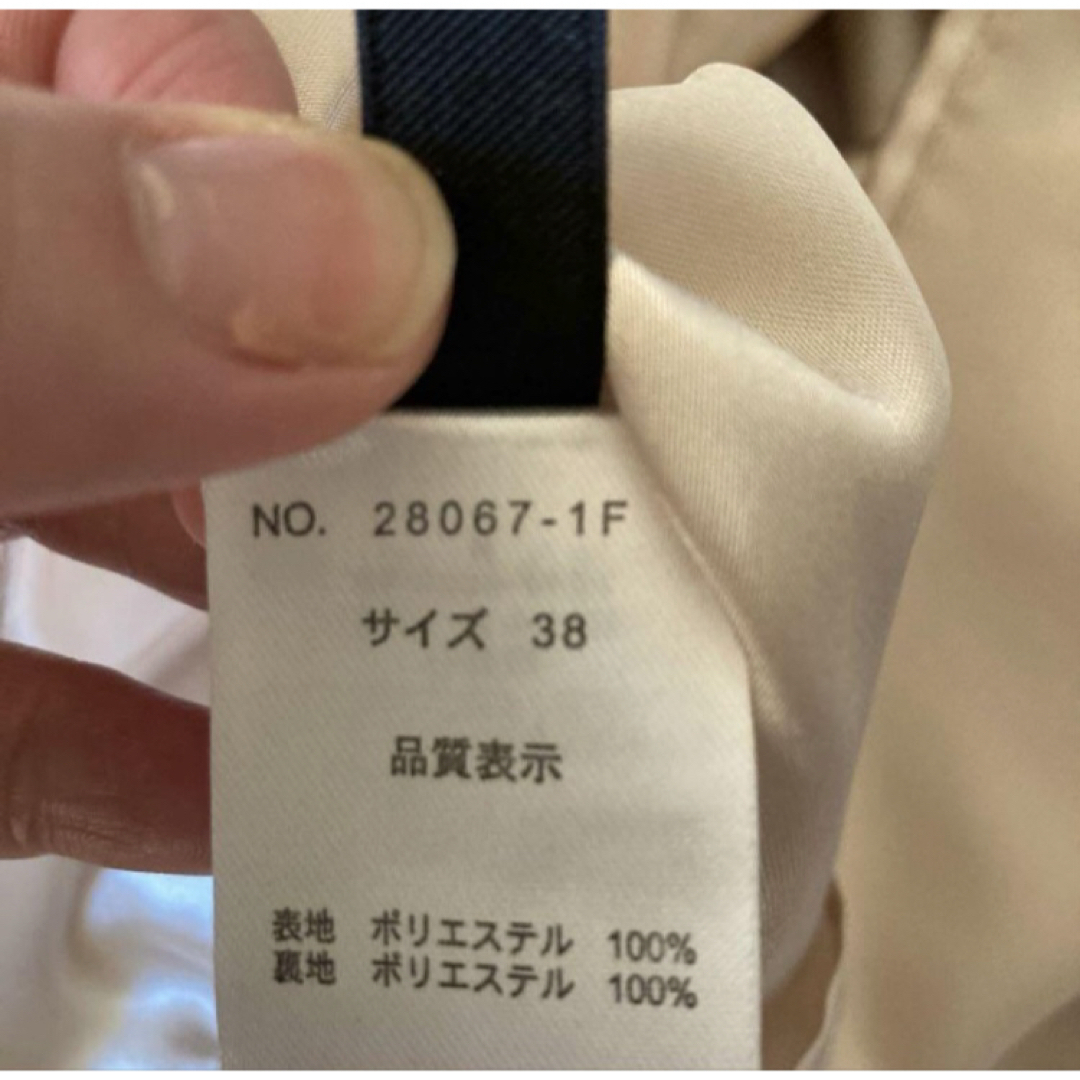 NO. 28067-1F
サイズ 38
品質表示
表地 ポリエステル 100%
裏地 ポリエステル 100%